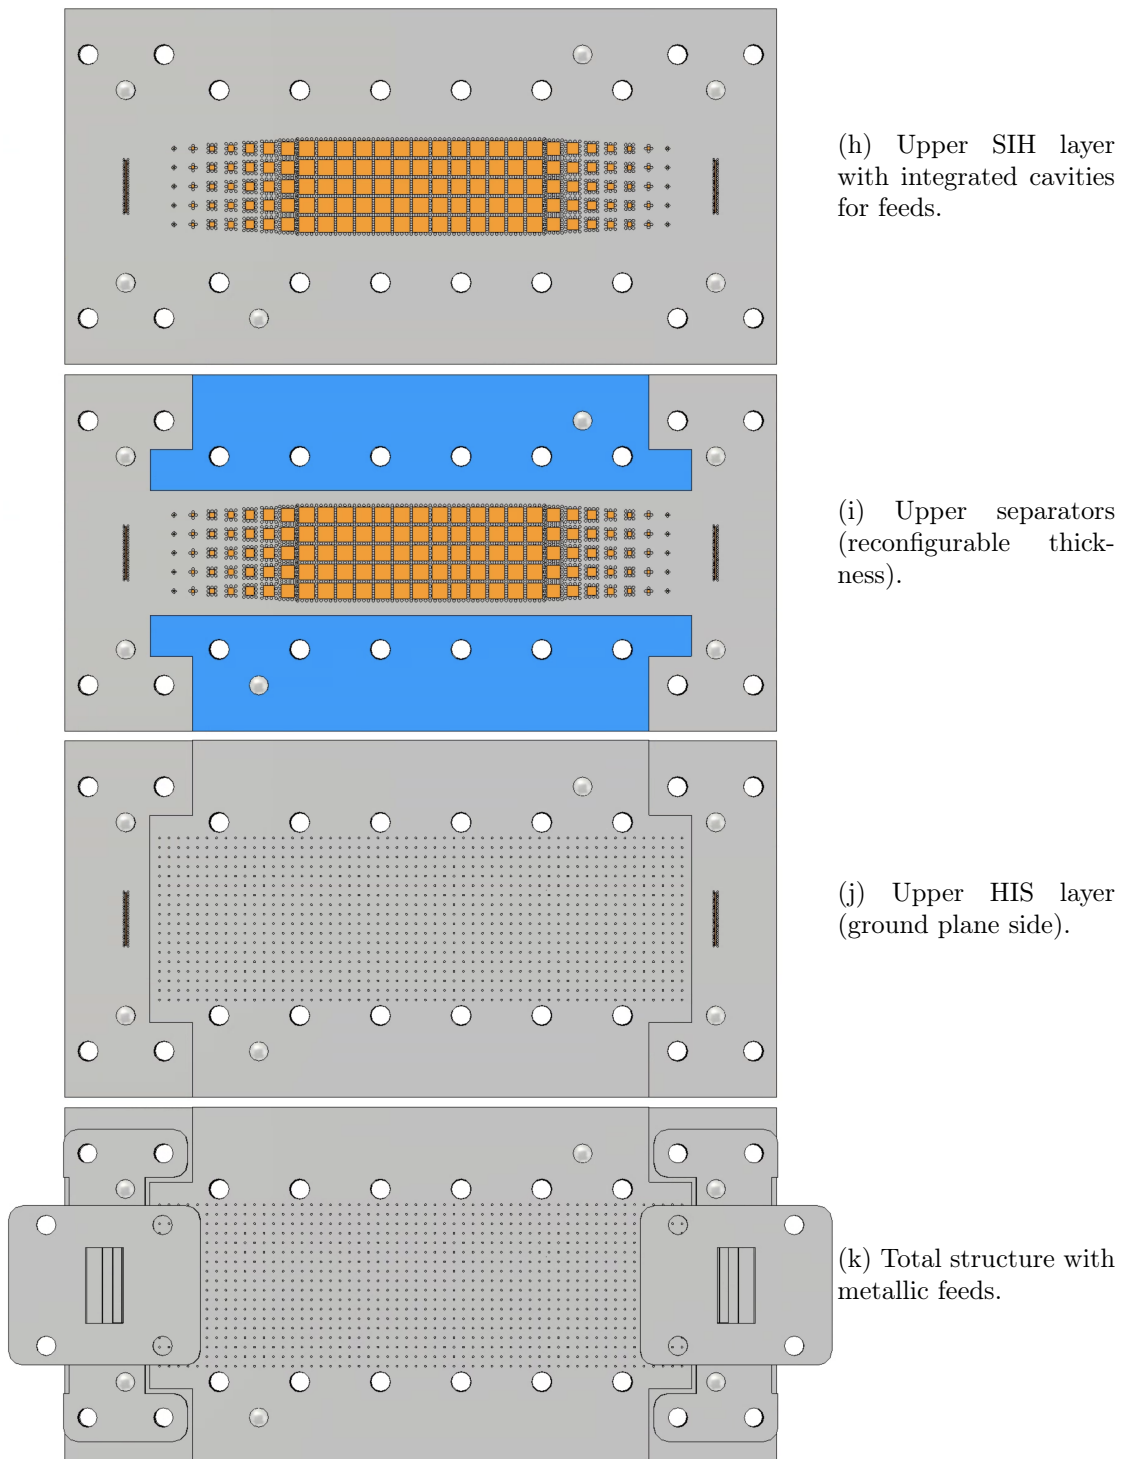 (h) Upper SIH layer
with integrated cavities
for feeds.
(i) Upper separators
(reconfigurable thick-
ness).
(j) Upper HIS layer
(ground plane side).
(k) Total structure with
metallic feeds.